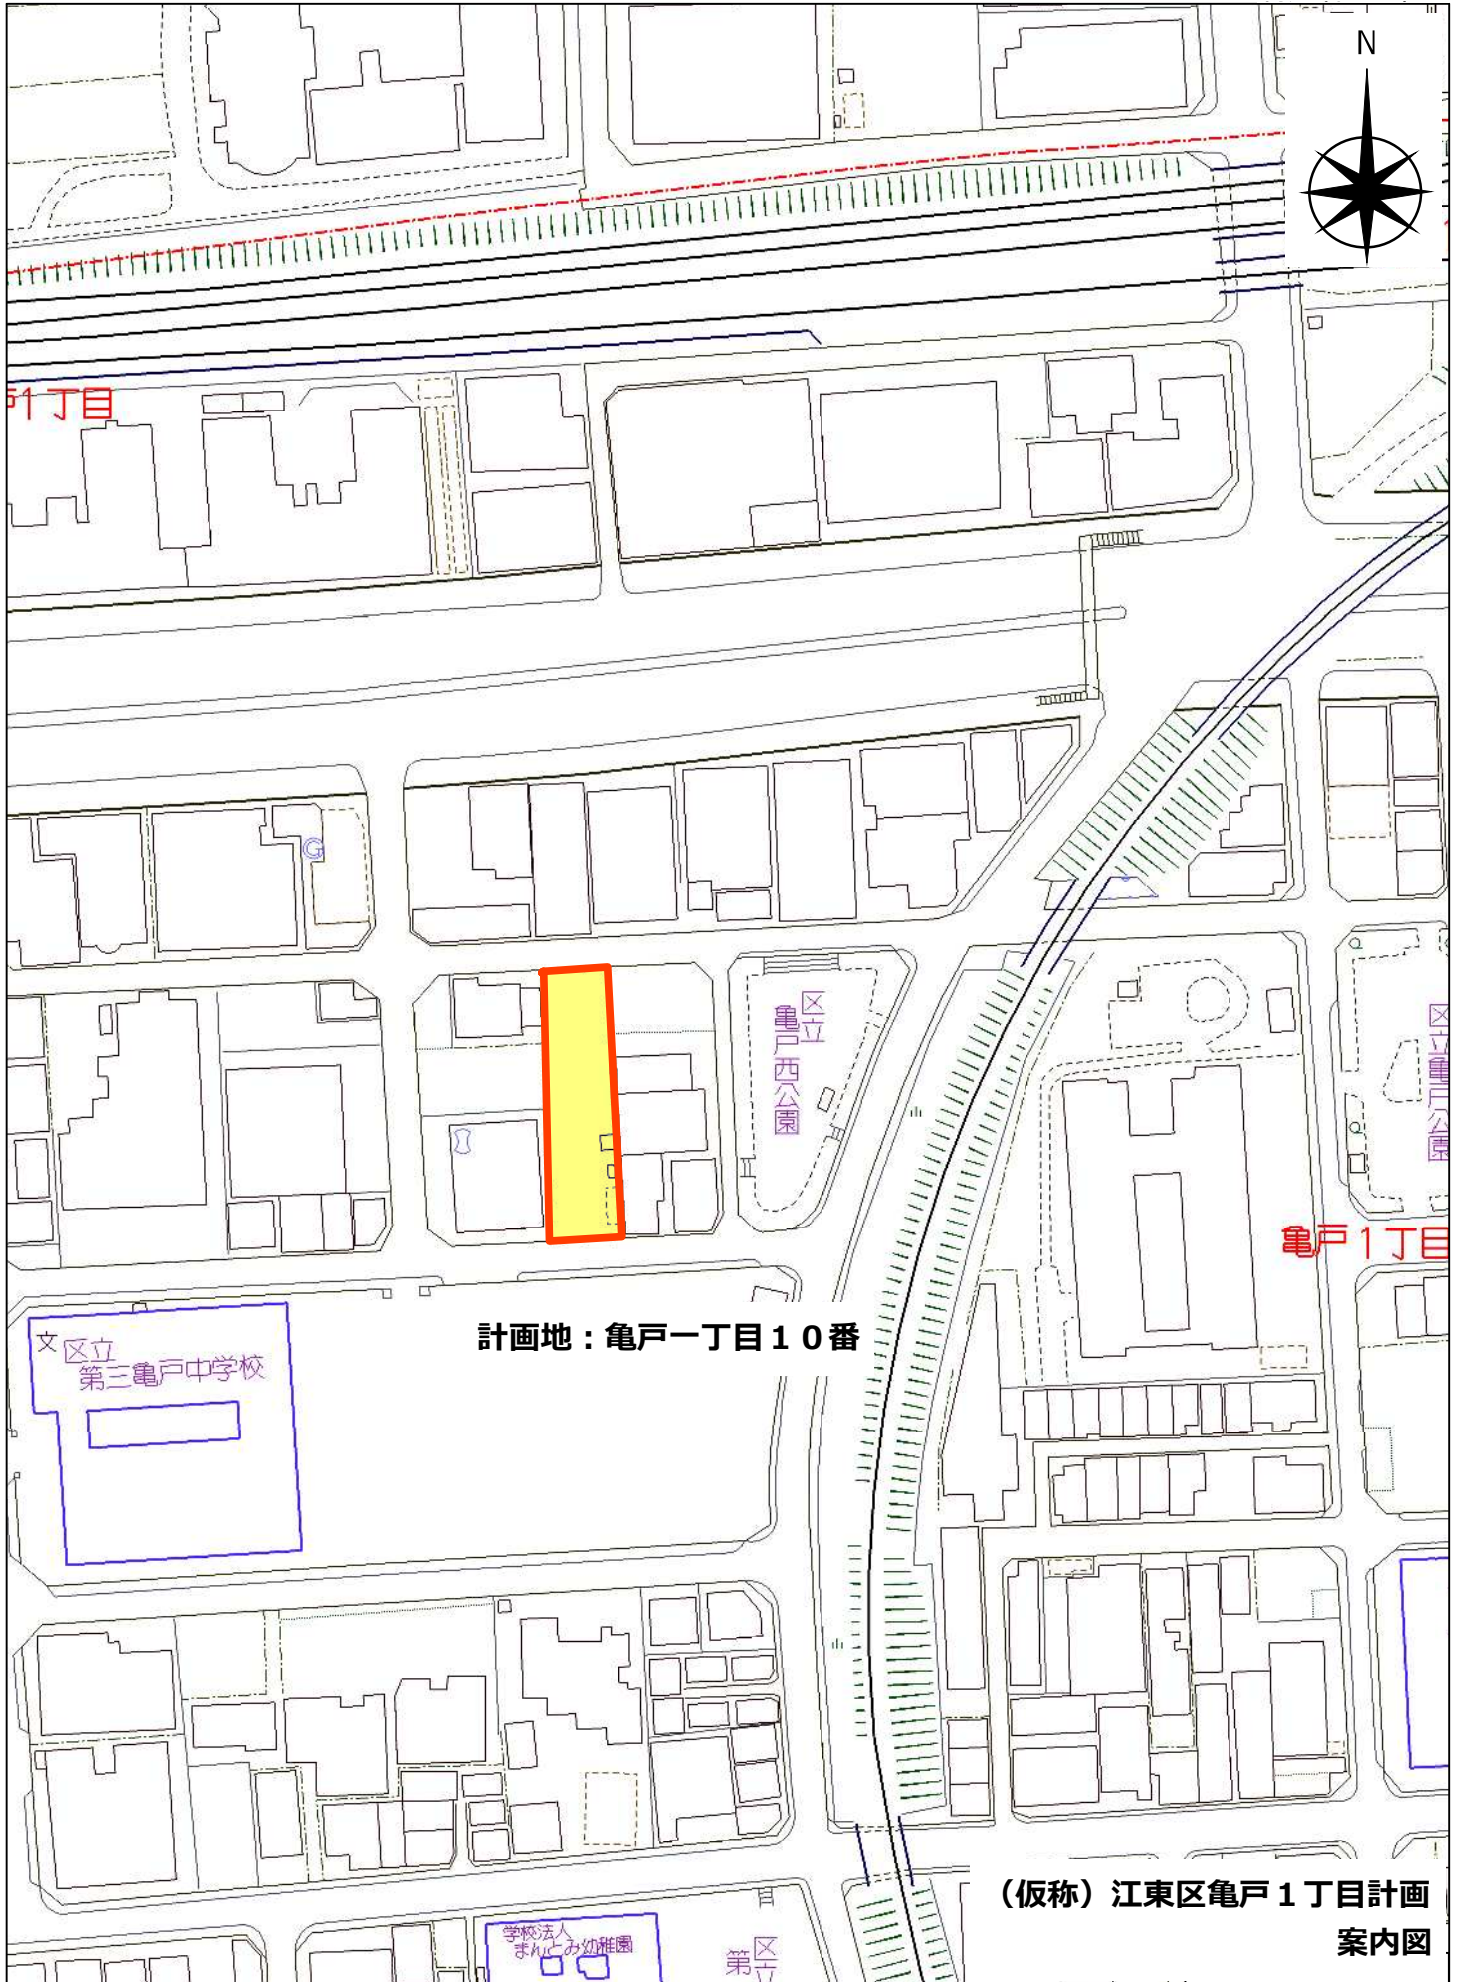 N
戸1丁目
G
区立
亀戸西公園
区立亀戸公園
亀戸1丁目
計画地：亀戸一丁目１０番
文
区立
第三亀戸中学校
（仮称）江東区亀戸１丁目計画
案内図
学校法人
まんとみ幼稚園
区立
第